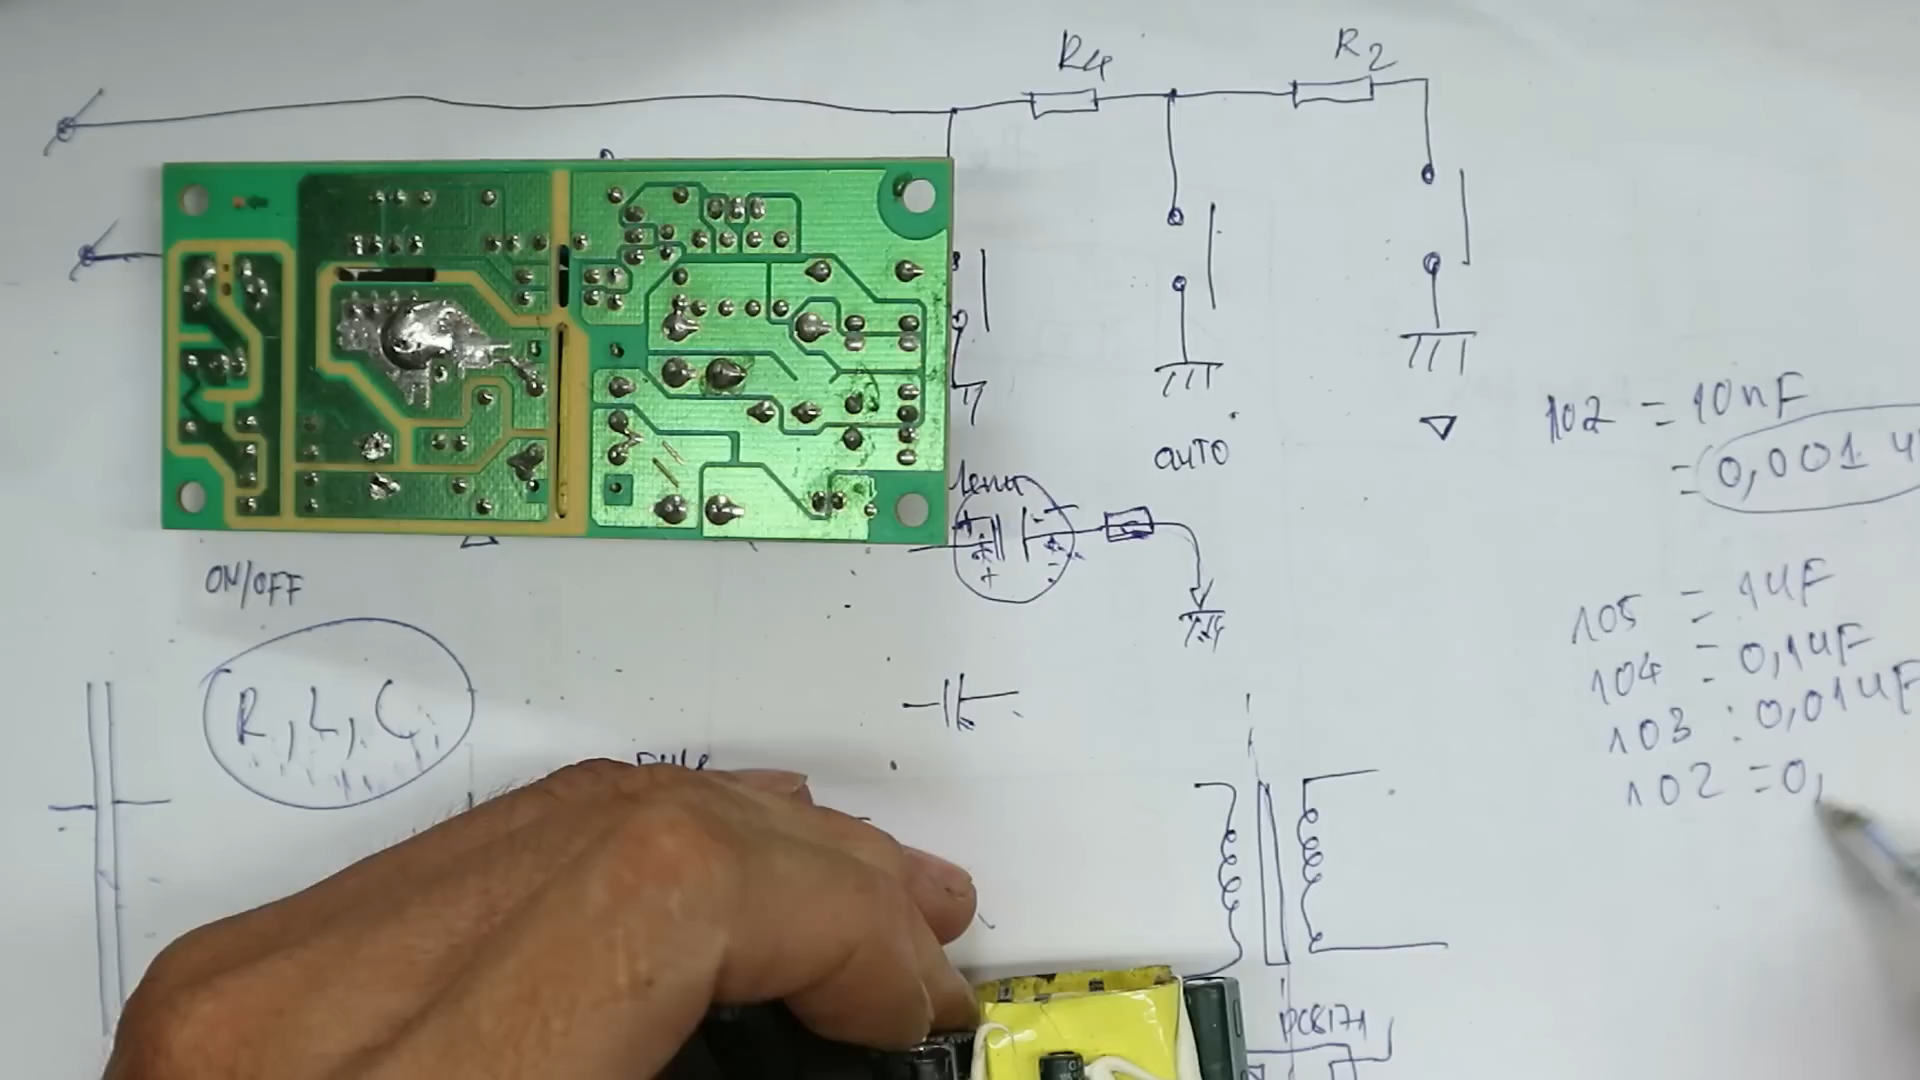 R4
R2
102 = 10nF
= 0,001 u
AUTO
ON/OFF
R, L, C
105 = 1uF
104 = 0,1uF
103 : 0,01uF
102 = 0,
PC817